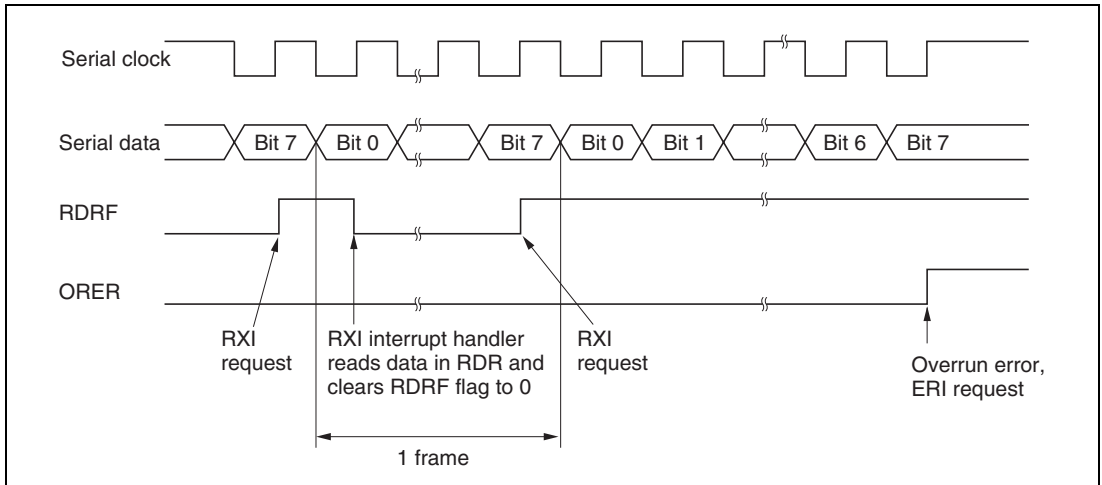 Serial clock
Serial data
Bit 7
Bit 0
Bit 7
Bit 0
Bit 1
Bit 6
Bit 7
RDRF
ORER
RXI
request
RXI interrupt handler
reads data in RDR and
clears RDRF flag to 0
RXI
request
Overrun error,
ERI request
1 frame